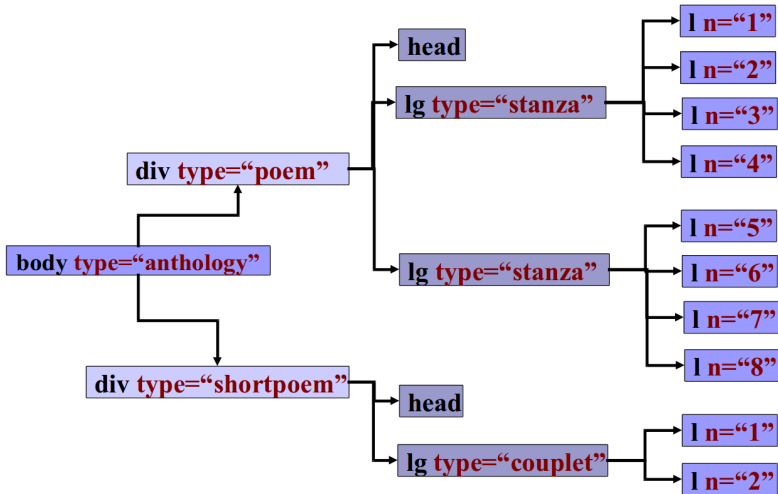 l n=“1”
head
l n=“2”
lg type=“stanza”
l n=“3”
l n=“4”
div type=“poem”
l n=“5”
body type=“anthology”
lg type=“stanza”
l n=“6”
l n=“7”
l n=“8”
div type=“shortpoem”
head
l n=“1”
lg type=“couplet”
l n=“2”